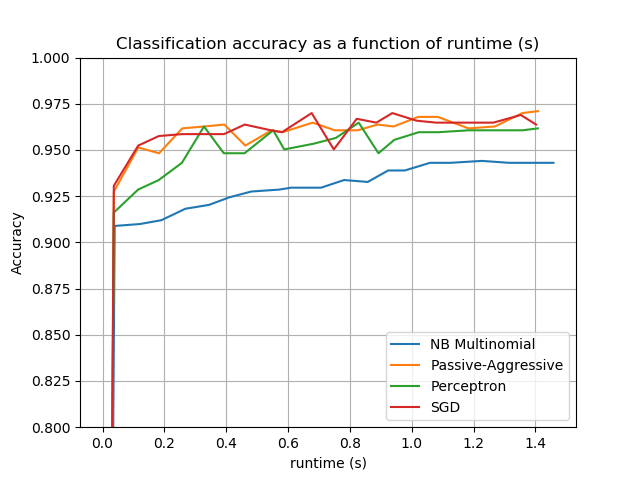 Classification accuracy as a function of runtime (s)
1.000
0.975
0.950
0.925
0.900
0.875
0.850
0.825
0.800
Accuracy
NB Multinomial
Passive-Aggressive
Perceptron
SGD
0.0 0.2 0.4 0.6 0.8 1.0 1.2 1.4
runtime (s)